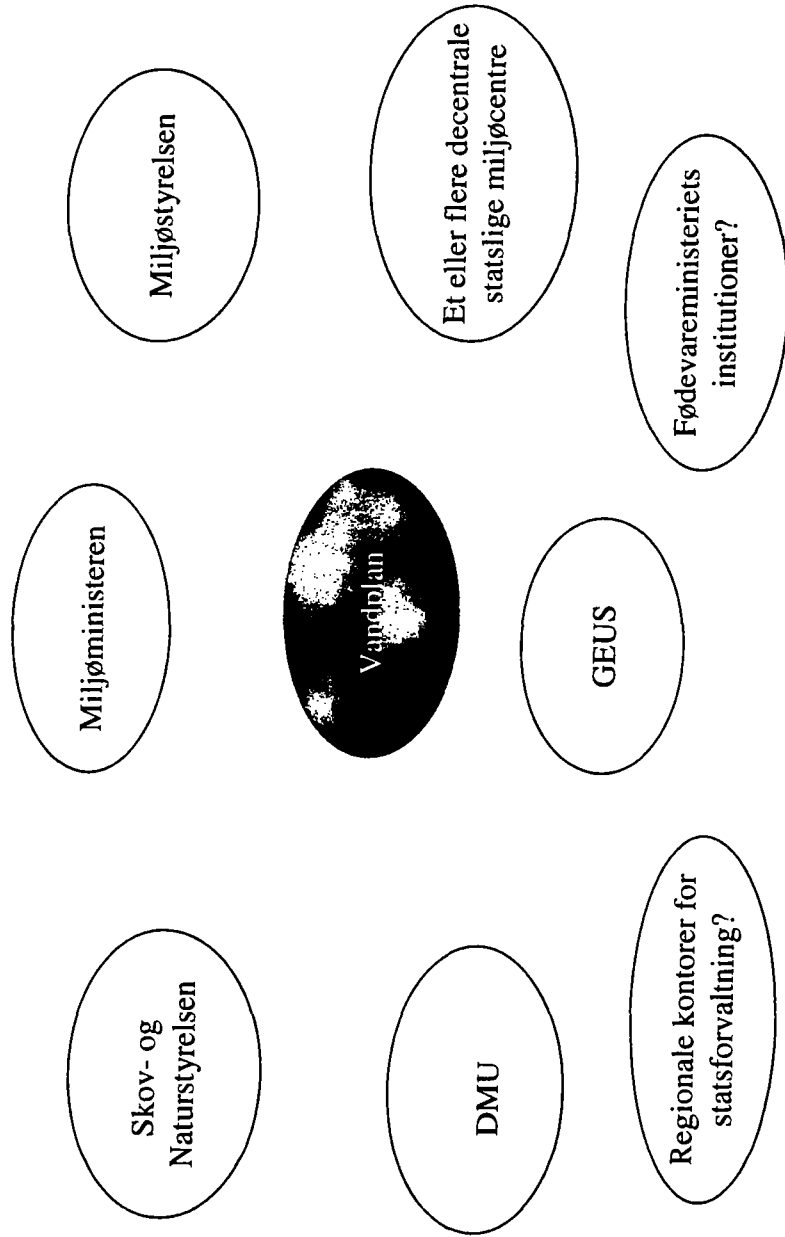 Miljøministeren
Skov- og
Naturstyrelsen
Miljøstyrelsen
Vandplan
DMU
Et eller flere decentrale
statslige miljøcentre
GEUS
Regionale kontorer for
statsforvaltning?
Fødevareministeriets
institutioner?